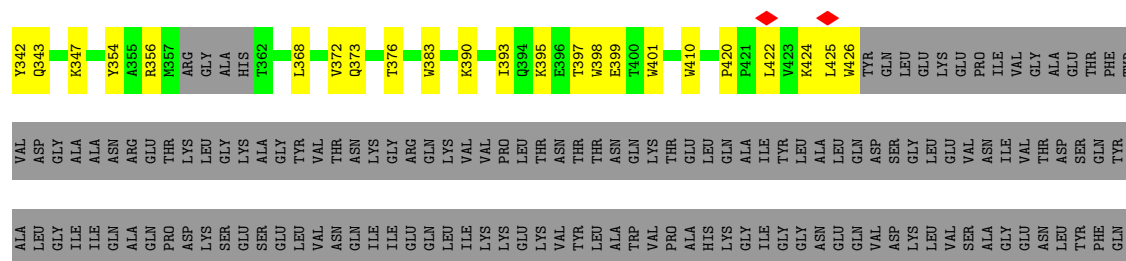 Y342 Q343 K347 Y354 A355 R356 M357 ARG GLY ALA HIS T362 L368 V372 Q373 T376 W383 K390 I393 Q394 K395 E396 T397 W398 E399 T400 W401 W410 P420 P421 L422 V423 K424 L425 W426 TYR GLN LEU GLU LYS GLU PRO ILE VAL GLY ALA GLU THR PHE
VAL ASP GLY ALA ALA ASN ARG GLU THR LYS LEU GLY LYS ALA GLY TYR VAL THR ASN LYS GLY ARG GLN LYS VAL VAL PRO LEU THR ASN THR THR ASN GLN LYS THR GLU LEU GLN ALA ILE TYR LEU ALA LEU GLN ASP SER GLY LEU GLU VAL ASN ILE VAL THR ASP SER GLN TYR
ALA LEU GLY ILE ILE GLN ALA GLN PRO ASP LYS SER GLU SER GLU LEU VAL ASN GLN ILE ILE GLU GLN LEU ILE LYS LYS GLU LYS VAL TYR LEU ALA TRP VAL PRO ALA HIS LYS GLY ILE GLY GLY ASN GLU GLN VAL ASP LYS LEU VAL SER ALA GLY GLU ASN LEU TYR PHE GLN